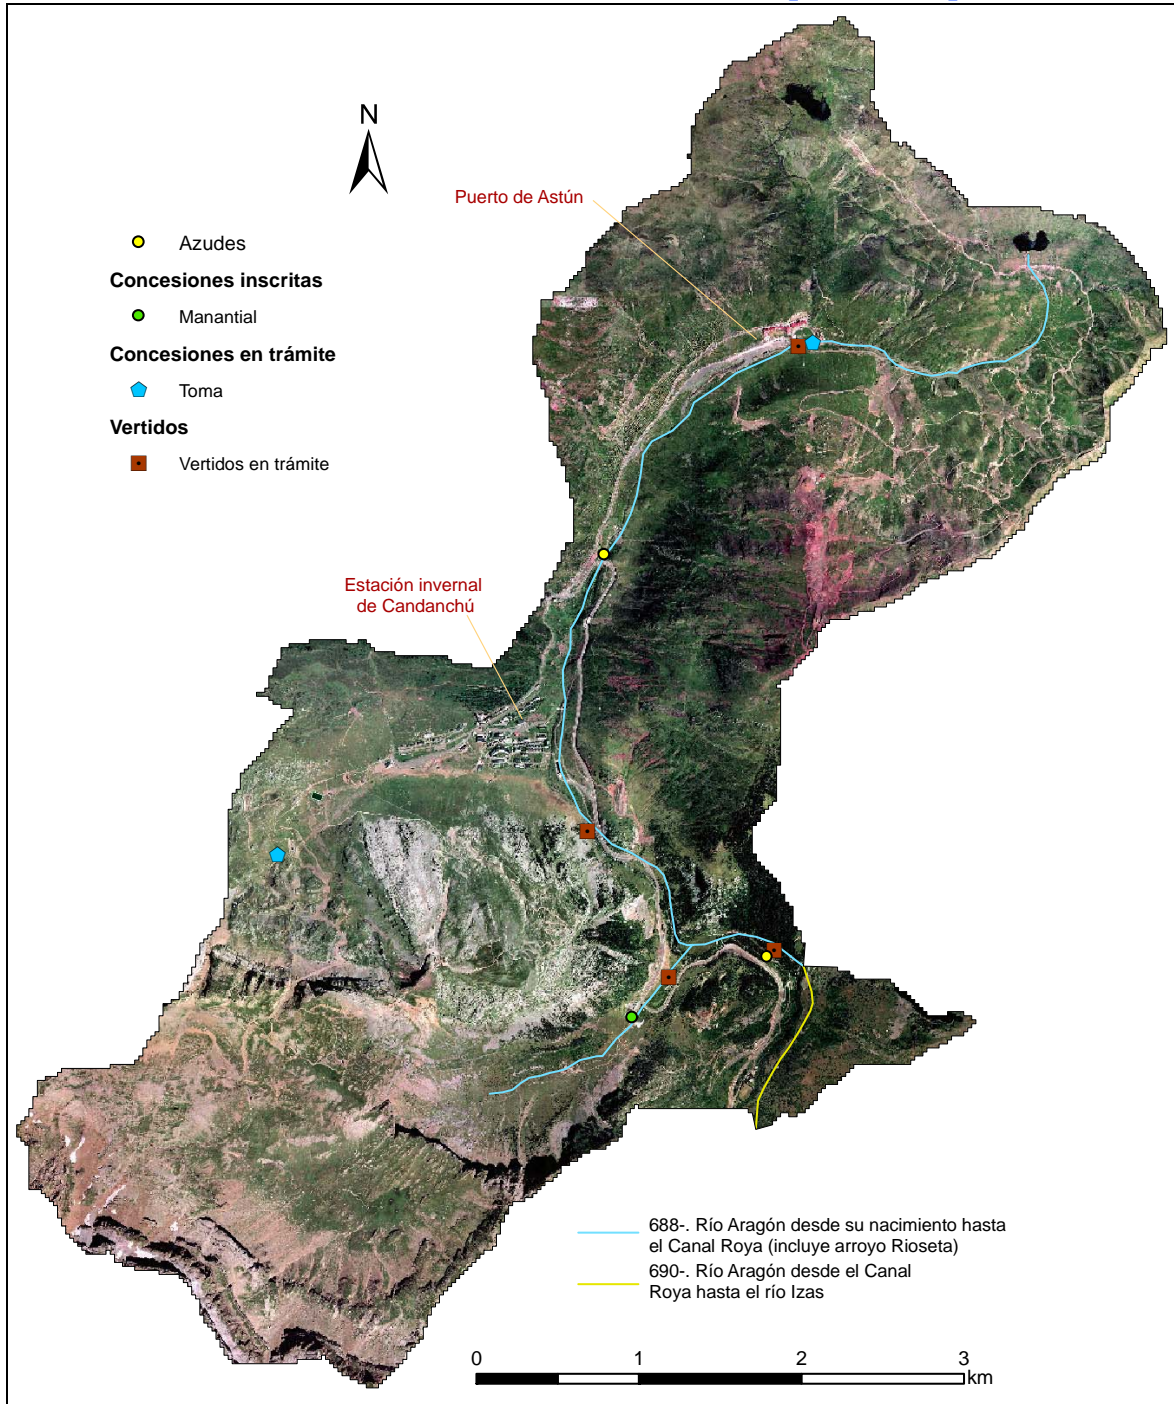 N
Puerto de Astún
Azudes
Concesiones inscritas
Manantial
Concesiones en trámite
Toma
Vertidos
Vertidos en trámite
Estación invernal
de Candanchú
688-. Río Aragón desde su nacimiento hasta
el Canal Roya (incluye arroyo Rioseta)
690-. Río Aragón desde el Canal
Roya hasta el río Izas
0 1 2 3
km